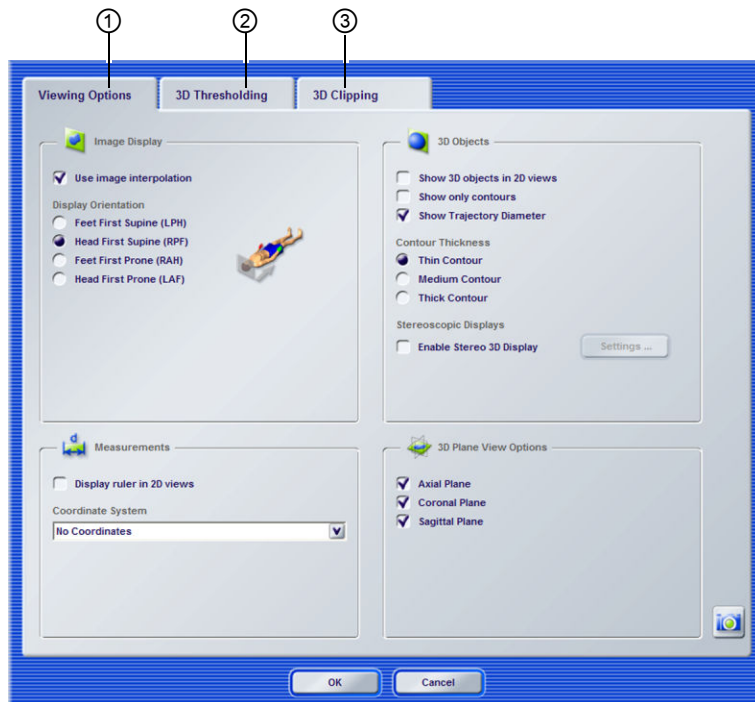 ① ② ③
Viewing Options 3D Thresholding 3D Clipping
Image Display
Use image interpolation
Display Orientation
Feet First Supine (LPH)
Head First Supine (RPF)
Feet First Prone (RAH)
Head First Prone (LAF)
3D Objects
Show 3D objects in 2D views
Show only contours
Show Trajectory Diameter
Contour Thickness
Thin Contour
Medium Contour
Thick Contour
Stereoscopic Displays
Enable Stereo 3D Display Settings ...
d
Measurements
Display ruler in 2D views
Coordinate System
No Coordinates
3D Plane View Options
Axial Plane
Coronal Plane
Sagittal Plane
OK Cancel